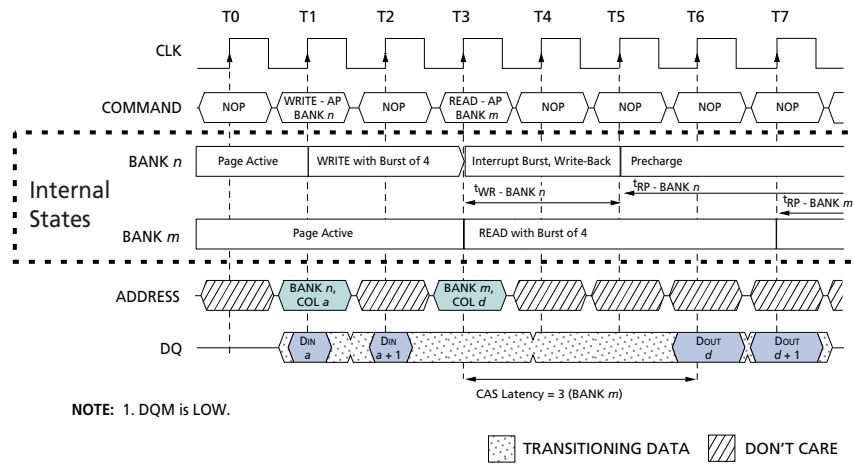 T0 T1 T2 T3 T4 T5 T6 T7
CLK
COMMAND NOP WRITE - AP BANK n NOP READ - AP BANK m NOP NOP NOP NOP
Internal States
BANK n Page Active WRITE with Burst of 4 Interrupt Burst, Write-Back Precharge
tWR - BANK n tRP - BANK n
tRP - BANK m
BANK m Page Active READ with Burst of 4
ADDRESS BANK n, COL a BANK m, COL d
DQ DIN a DIN a + 1 DOUT d DOUT d + 1
CAS Latency = 3 (BANK m)
NOTE: 1. DQM is LOW.
TRANSITIONING DATA DON'T CARE